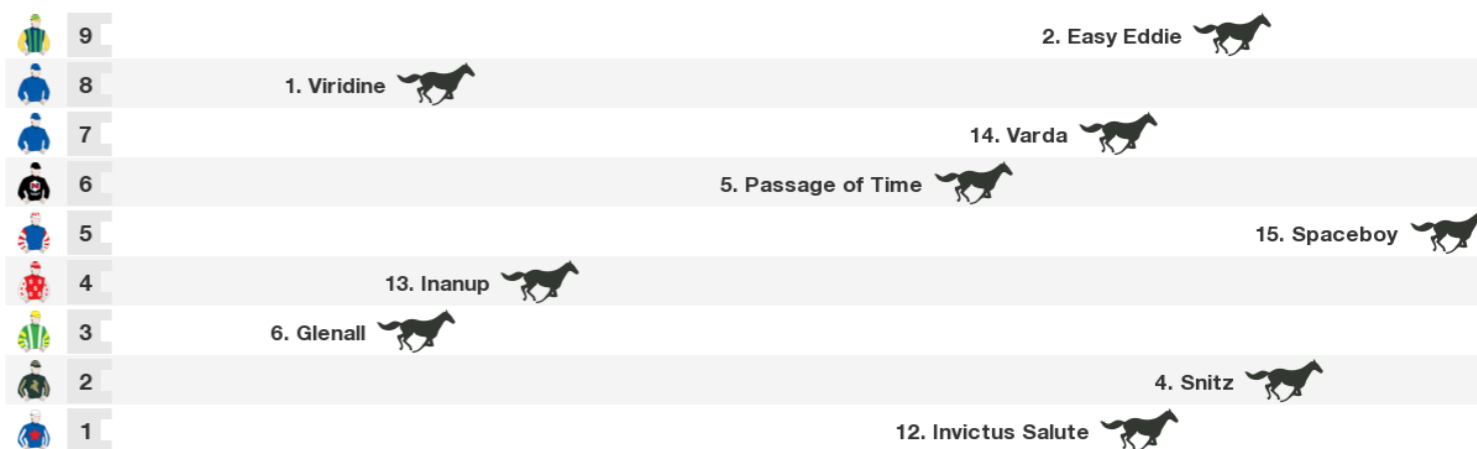 9 2. Easy Eddie
8 1. Viridine
7 14. Varda
6 5. Passage of Time
5 15. Spaceboy
4 13. Inanup
3 6. Glenall
2 4. Snitz
1 12. Invictus Salute